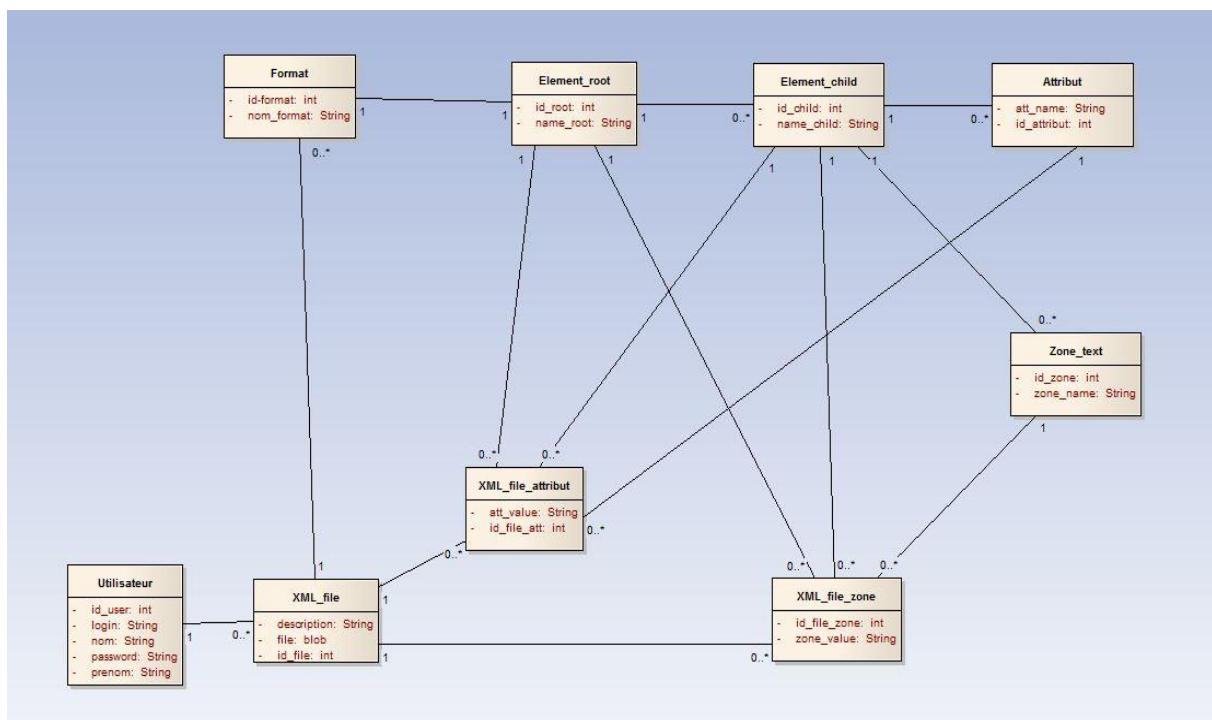 Format
- id-format: int
- nom_format: String
Element_root
- id_root: int
- name_root: String
Element_child
- id_child: int
- name_child: String
Attribut
- att_name: String
- id_attribut: int
1
1
1
0..*
1
0..*
0..*
1
1
1
1
1
1
0..*
Zone_text
- id_zone: int
- zone_name: String
1
0..*
0..*
XML_file_attribut
- att_value: String
- id_file_att: int
0..*
0..*
1
1
0..*
0..*
0..*
Utilisateur
- id_user: int
- login: String
- nom: String
- password: String
- prenom: String
XML_file
- description: String
- file: blob
- id_file: int
XML_file_zone
- id_file_zone: int
- zone_value: String
1
0..*
1
0..*